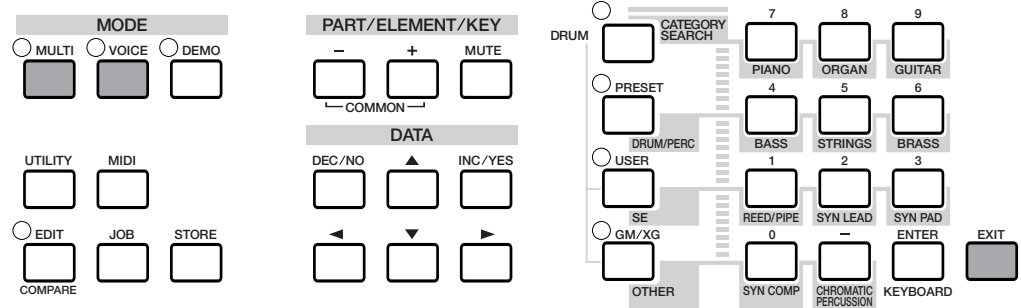 MODE
MULTI VOICE DEMO
UTILITY MIDI
EDIT JOB STORE
COMPARE
PART/ELEMENT/KEY
– + MUTE
COMMON
DATA
DEC/NO ▲ INC/YES
◀ ▼ ▶
DRUM
CATEGORY
SEARCH
7 8 9
PIANO ORGAN GUITAR
PRESET 4 5 6
DRUM/PERC BASS STRINGS BRASS
USER 1 2 3
SE REED/PIPE SYN LEAD SYN PAD
GM/XG 0 – ENTER EXIT
OTHER SYN COMP CHROMATIC
PERCUSSION KEYBOARD